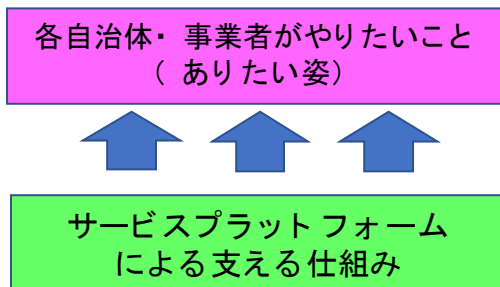 各自治体・事業者がやりたいこと
（ありたい姿）
サービスプラットフォーム
による支える仕組み